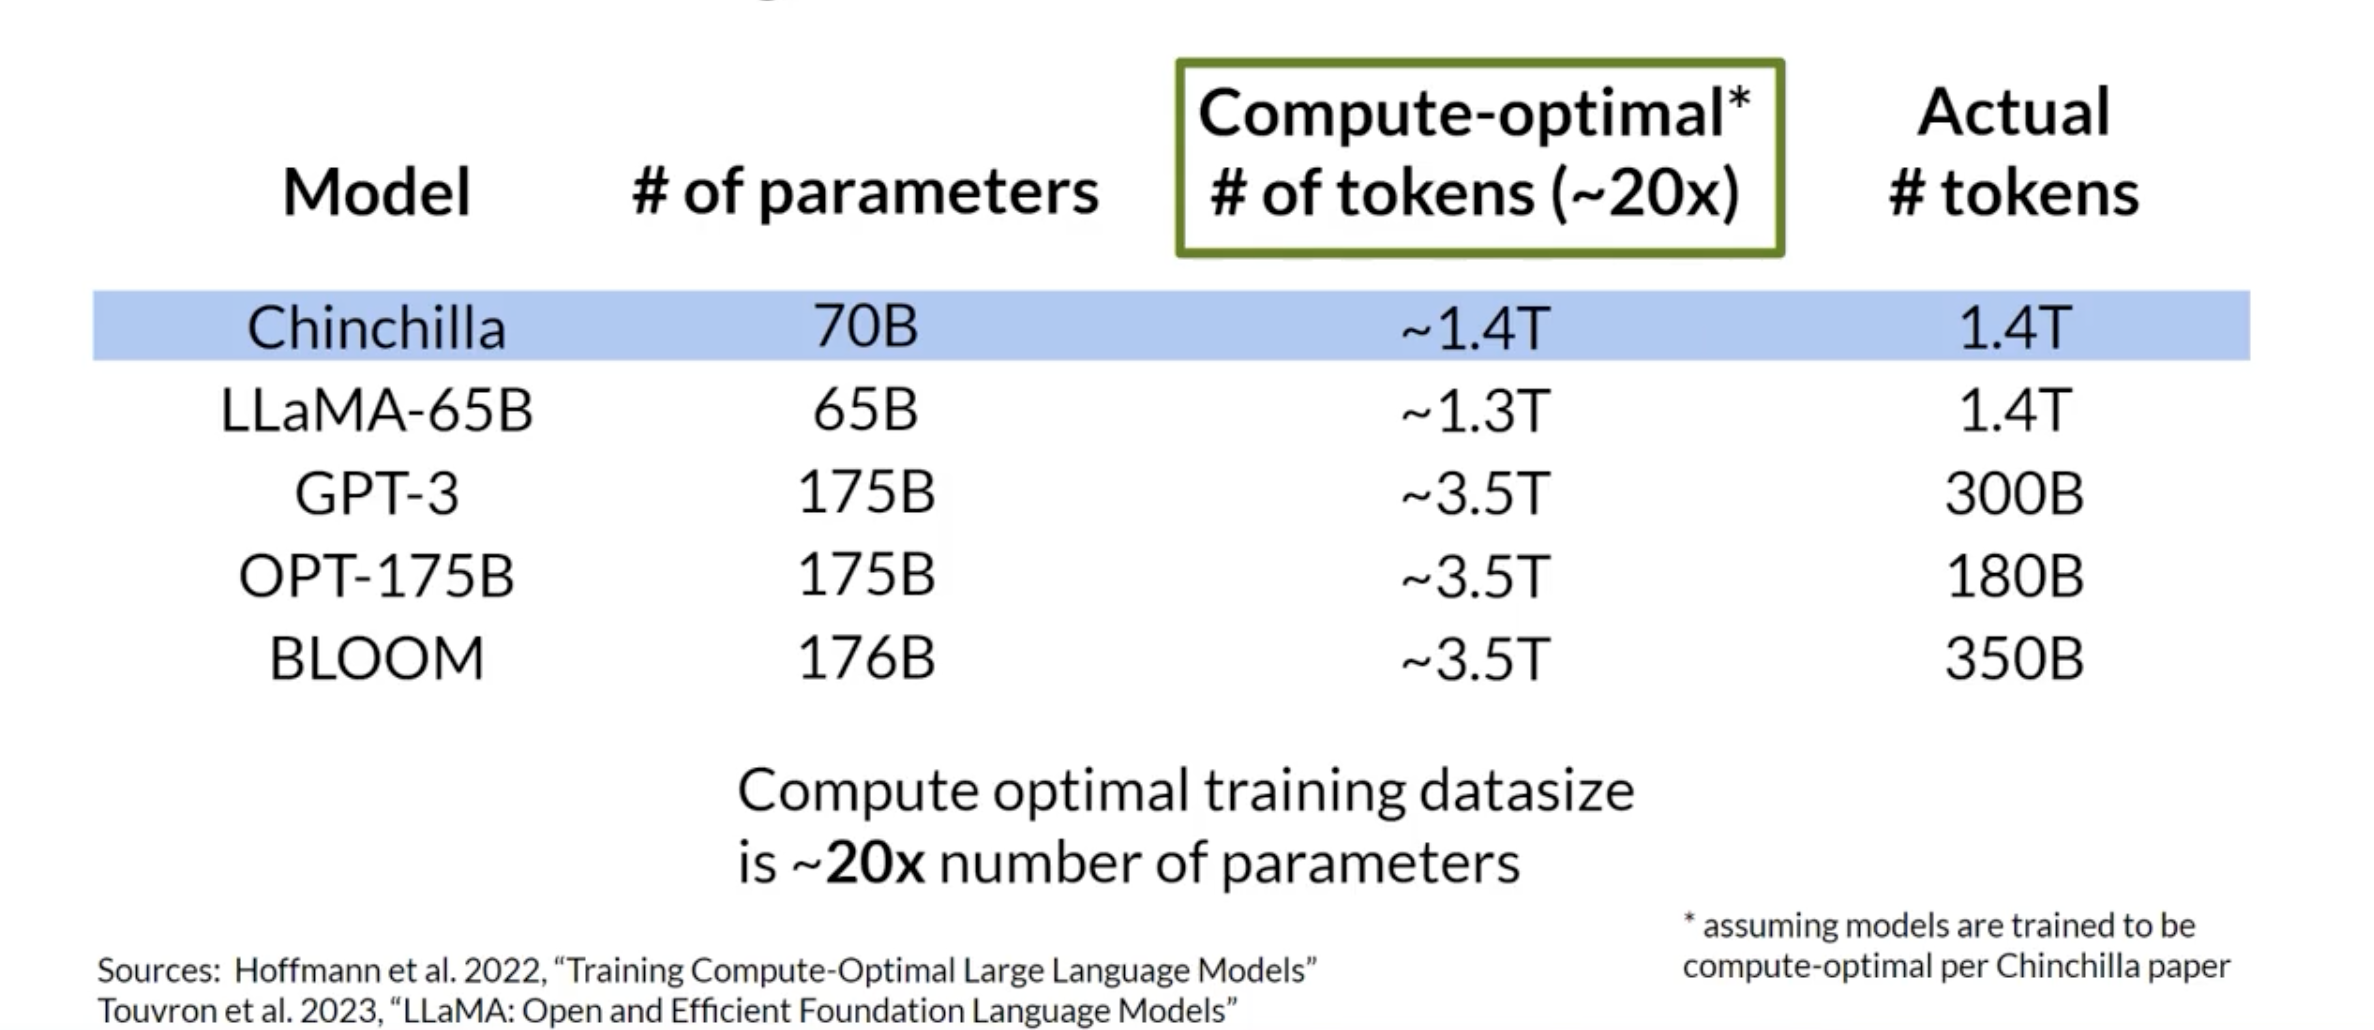 Model # of parameters Compute-optimal* # of tokens (~20x) Actual # tokens
Chinchilla 70B ~1.4T 1.4T
LLaMA-65B 65B ~1.3T 1.4T
GPT-3 175B ~3.5T 300B
OPT-175B 175B ~3.5T 180B
BLOOM 176B ~3.5T 350B
Compute optimal training datasize
is ~20x number of parameters
* assuming models are trained to be
compute-optimal per Chinchilla paper
Sources: Hoffmann et al. 2022, “Training Compute-Optimal Large Language Models”
Touvron et al. 2023, “LLaMA: Open and Efficient Foundation Language Models”